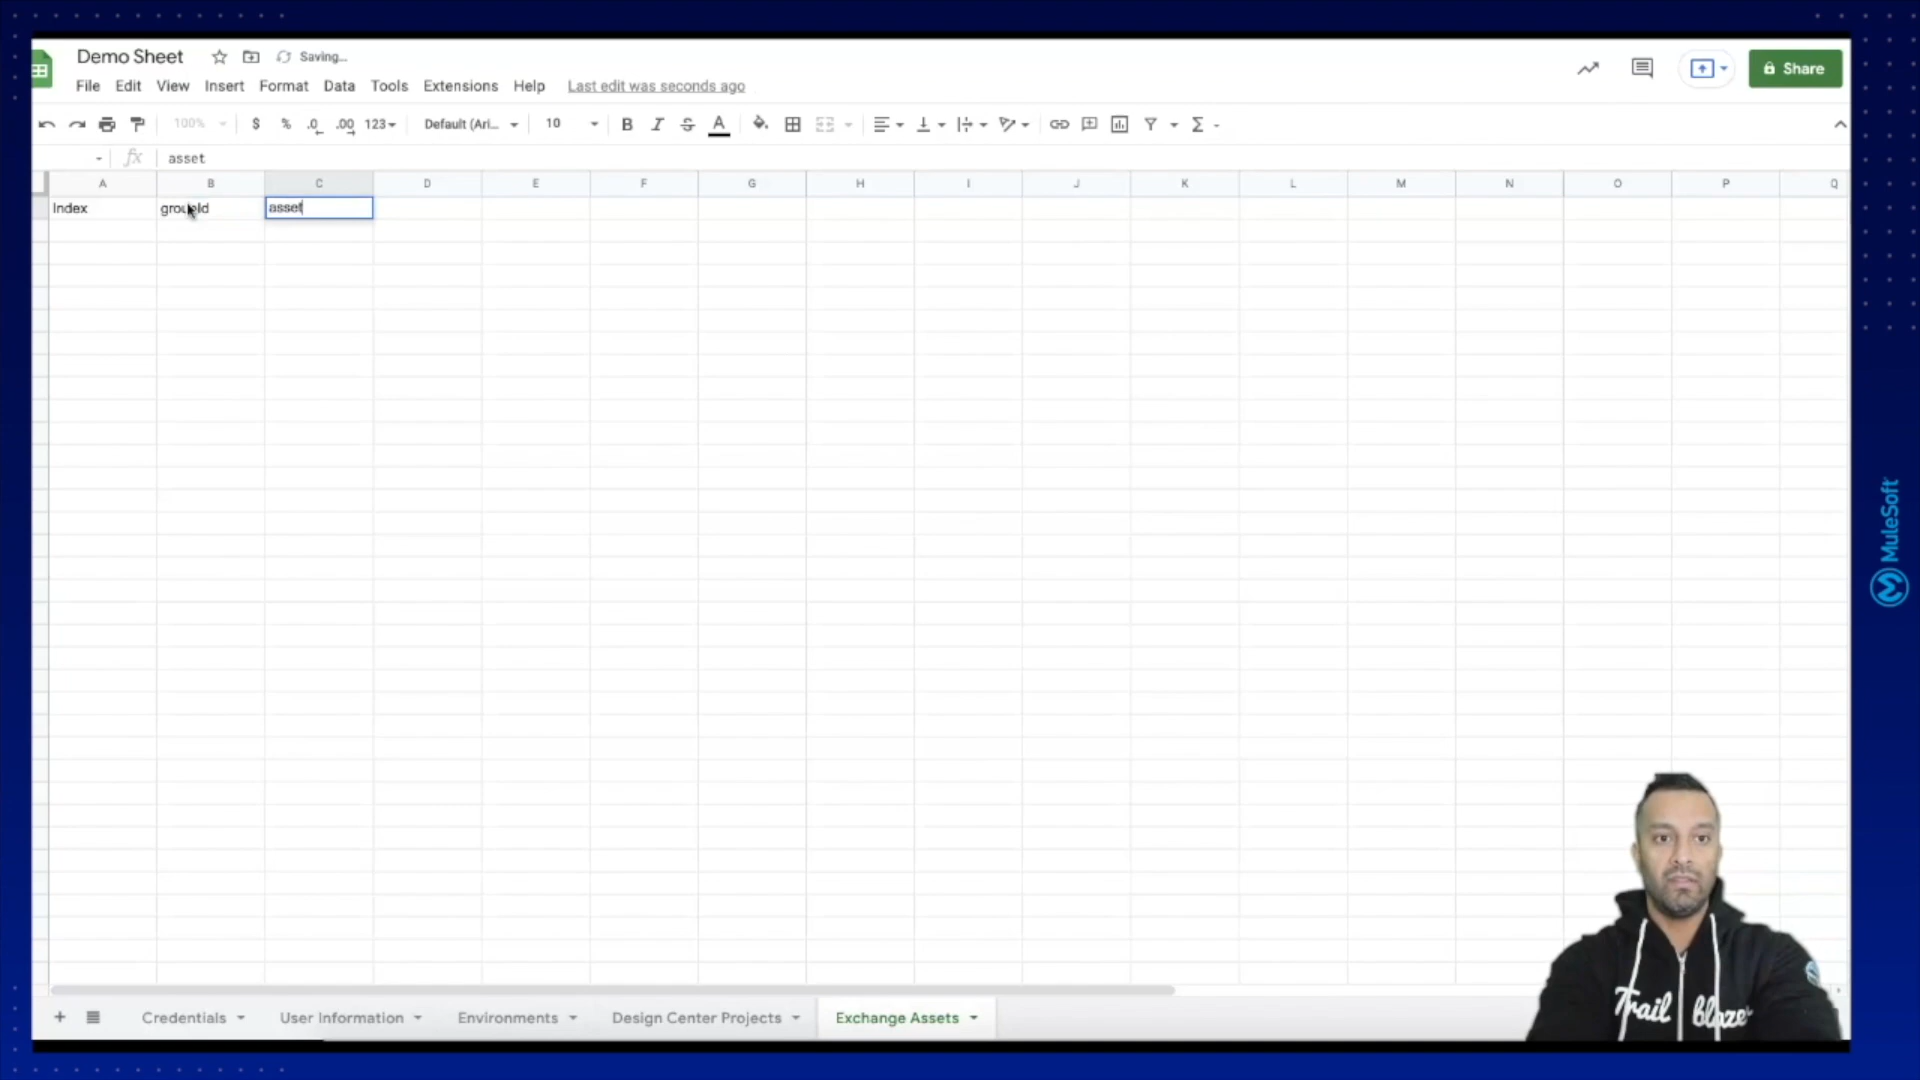 Demo Sheet Saving...
File Edit View Insert Format Data Tools Extensions Help Last edit was seconds ago
Share
100% $ % .0 .00 123 Default (Ari... 10 B I A Σ
fx asset
A B C D E F G H I J K L M N O P Q
Index groupId asset
MuleSoft
Trail blazer
+ Credentials User Information Environments Design Center Projects Exchange Assets